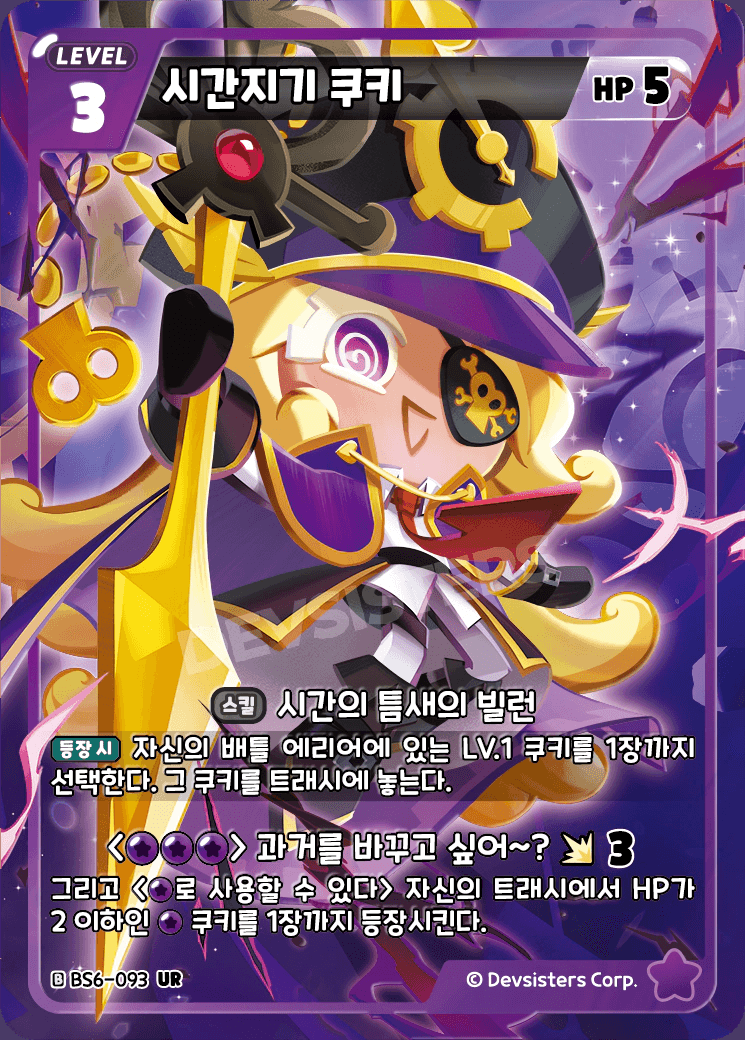 LEVEL
3
시간지기 쿠키
HP 5
DEVSISTERS
스킬 시간의 틈새의 빌런
등장 시 자신의 배틀 에리어에 있는 LV.1 쿠키를 1장까지
선택한다. 그 쿠키를 트래시에 놓는다.
<★★★> 과거를 바꾸고 싶어~? 3
그리고 <★로 사용할 수 있다> 자신의 트래시에서 HP가
2 이하인 ★ 쿠키를 1장까지 등장시킨다.
B BS6-093 UR
© Devsisters Corp.